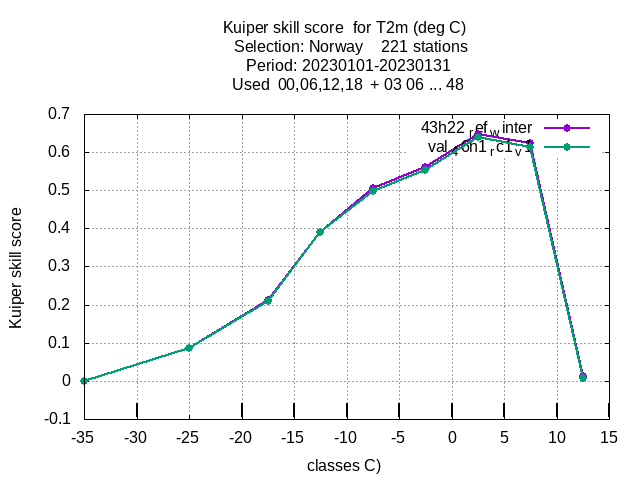 Kuiper skill score  for T2m (deg C)
Selection: Norway    221 stations
Period: 20230101-20230131
Used  00,06,12,18  + 03 06 ... 48
43h22_ref_winter
val_46h1_rc1_v1
Kuiper skill score
0.7
0.6
0.5
0.4
0.3
0.2
0.1
0
-0.1
-35 -30 -25 -20 -15 -10 -5 0 5 10 15
classes C)